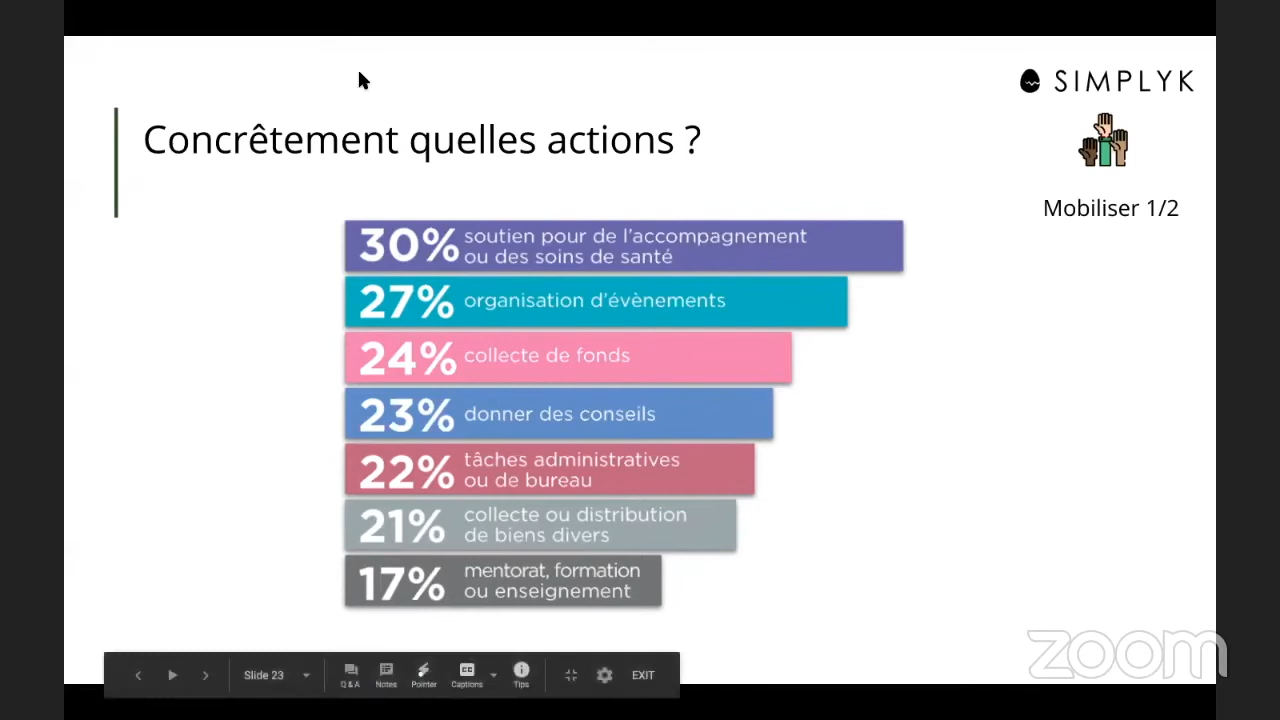 SIMPLYK
Concrêtement quelles actions ?
Mobiliser 1/2
30% soutien pour de l'accompagnement
ou des soins de santé
27% organisation d'évènements
24% collecte de fonds
23% donner des conseils
22% tâches administratives
ou de bureau
21% collecte ou distribution
de biens divers
17% mentorat, formation
ou enseignement
zoom
Slide 23
Q & A
Notes
Pointer
CC
Captions
Tips
EXIT